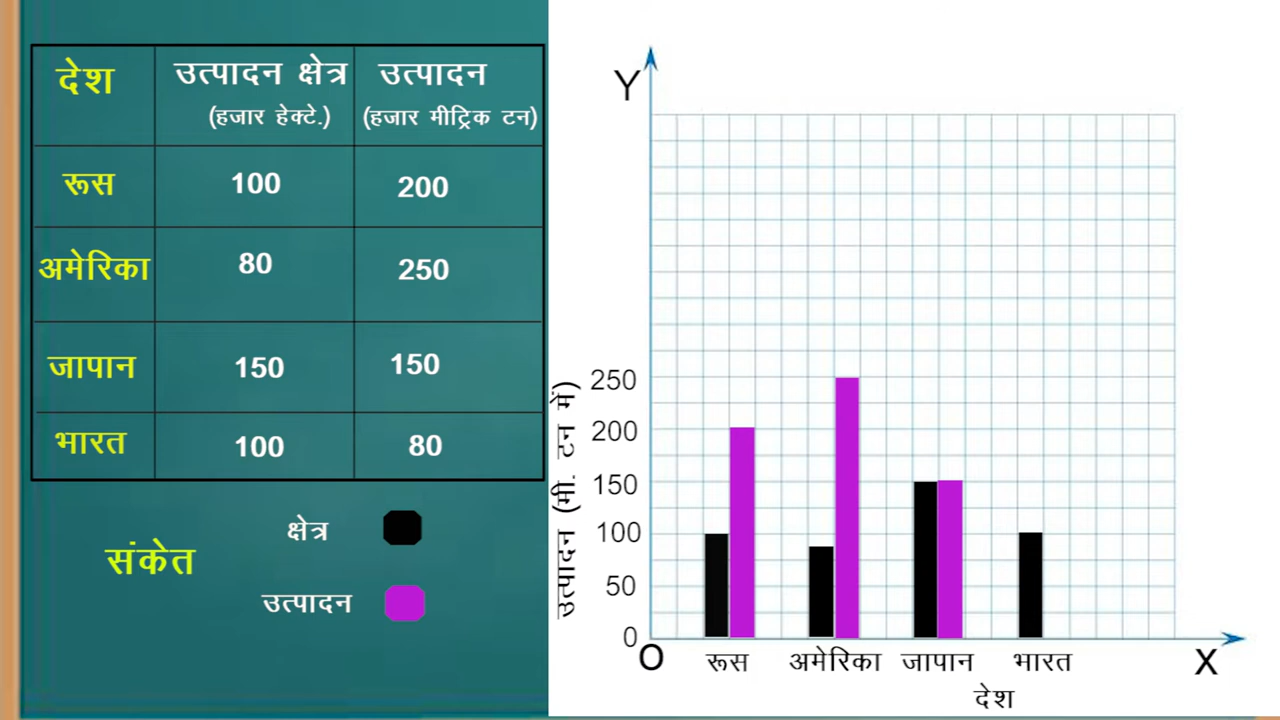 देश उत्पादन क्षेत्र उत्पादन
(हजार हेक्टे.) (हजार मीट्रिक टन)
रूस 100 200
अमेरिका 80 250
जापान 150 150
भारत 100 80
संकेत
क्षेत्र
उत्पादन
Y
उत्पादन (मी. टन में)
250
200
150
100
50
0
O रूस अमेरिका जापान भारत X
देश